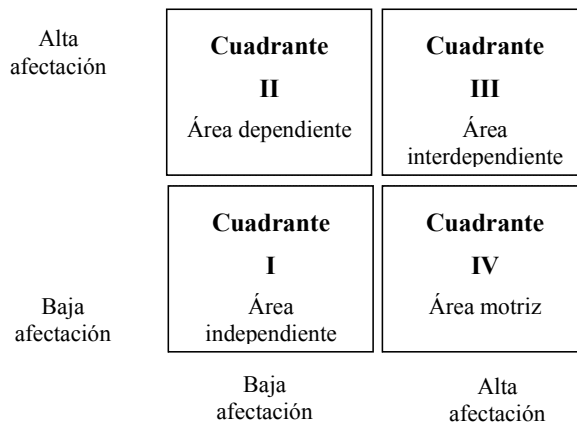 Alta
afectación
Cuadrante
II
Área dependiente
Cuadrante
III
Área
interdependiente
Baja
afectación
Cuadrante
I
Área
independiente
Cuadrante
IV
Área motriz
Baja
afectación
Alta
afectación